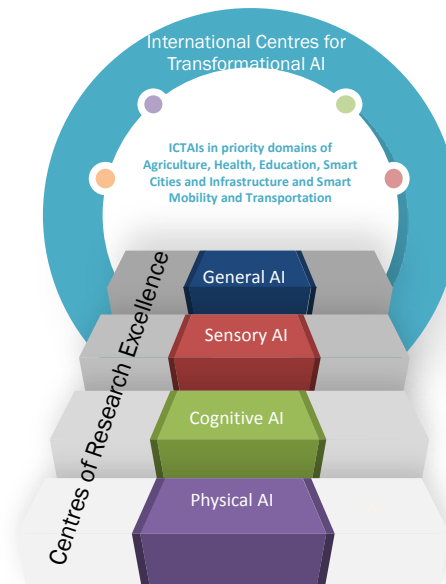 International Centres for
Transformational AI
ICTAIs in priority domains of
Agriculture, Health, Education, Smart
Cities and Infrastructure and Smart
Mobility and Transportation
General AI
Sensory AI
Cognitive AI
Physical AI
Centres of Research Excellence